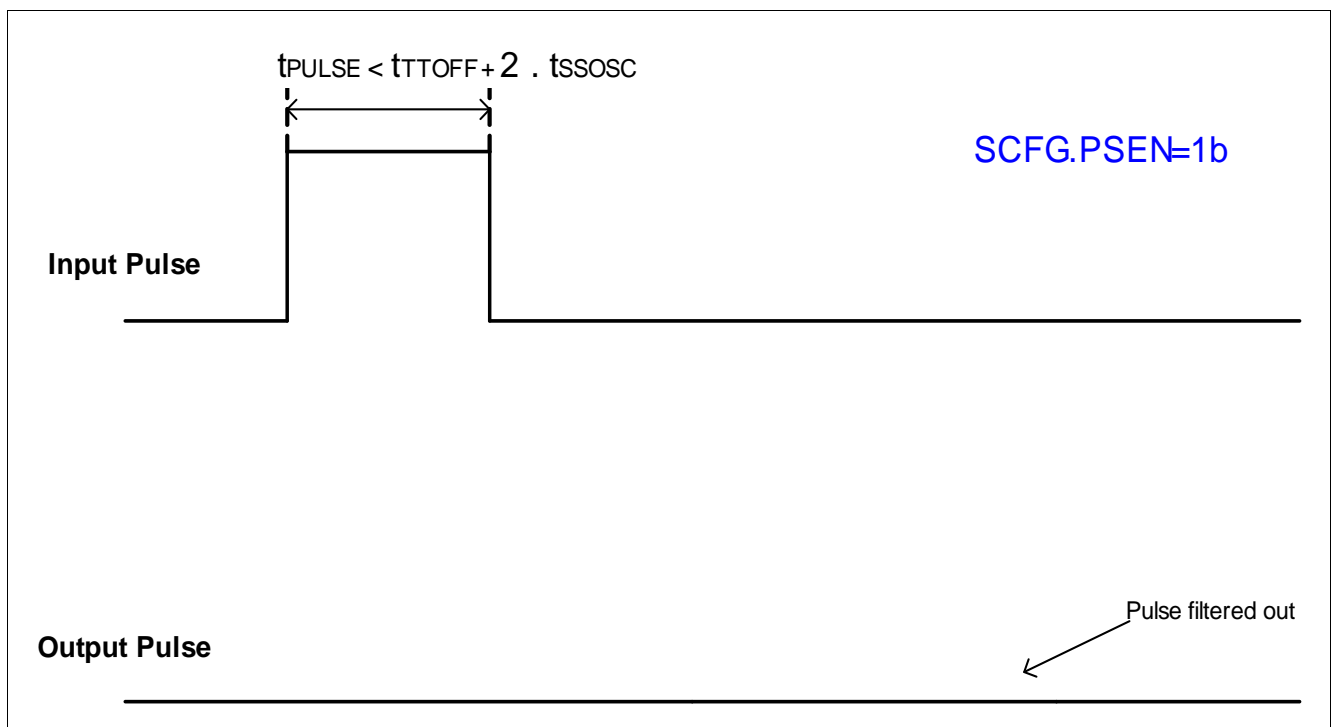 tPULSE < tTTOFF + 2 . tSSOSC
SCFG.PSEN=1b
Input Pulse
Pulse filtered out
Output Pulse